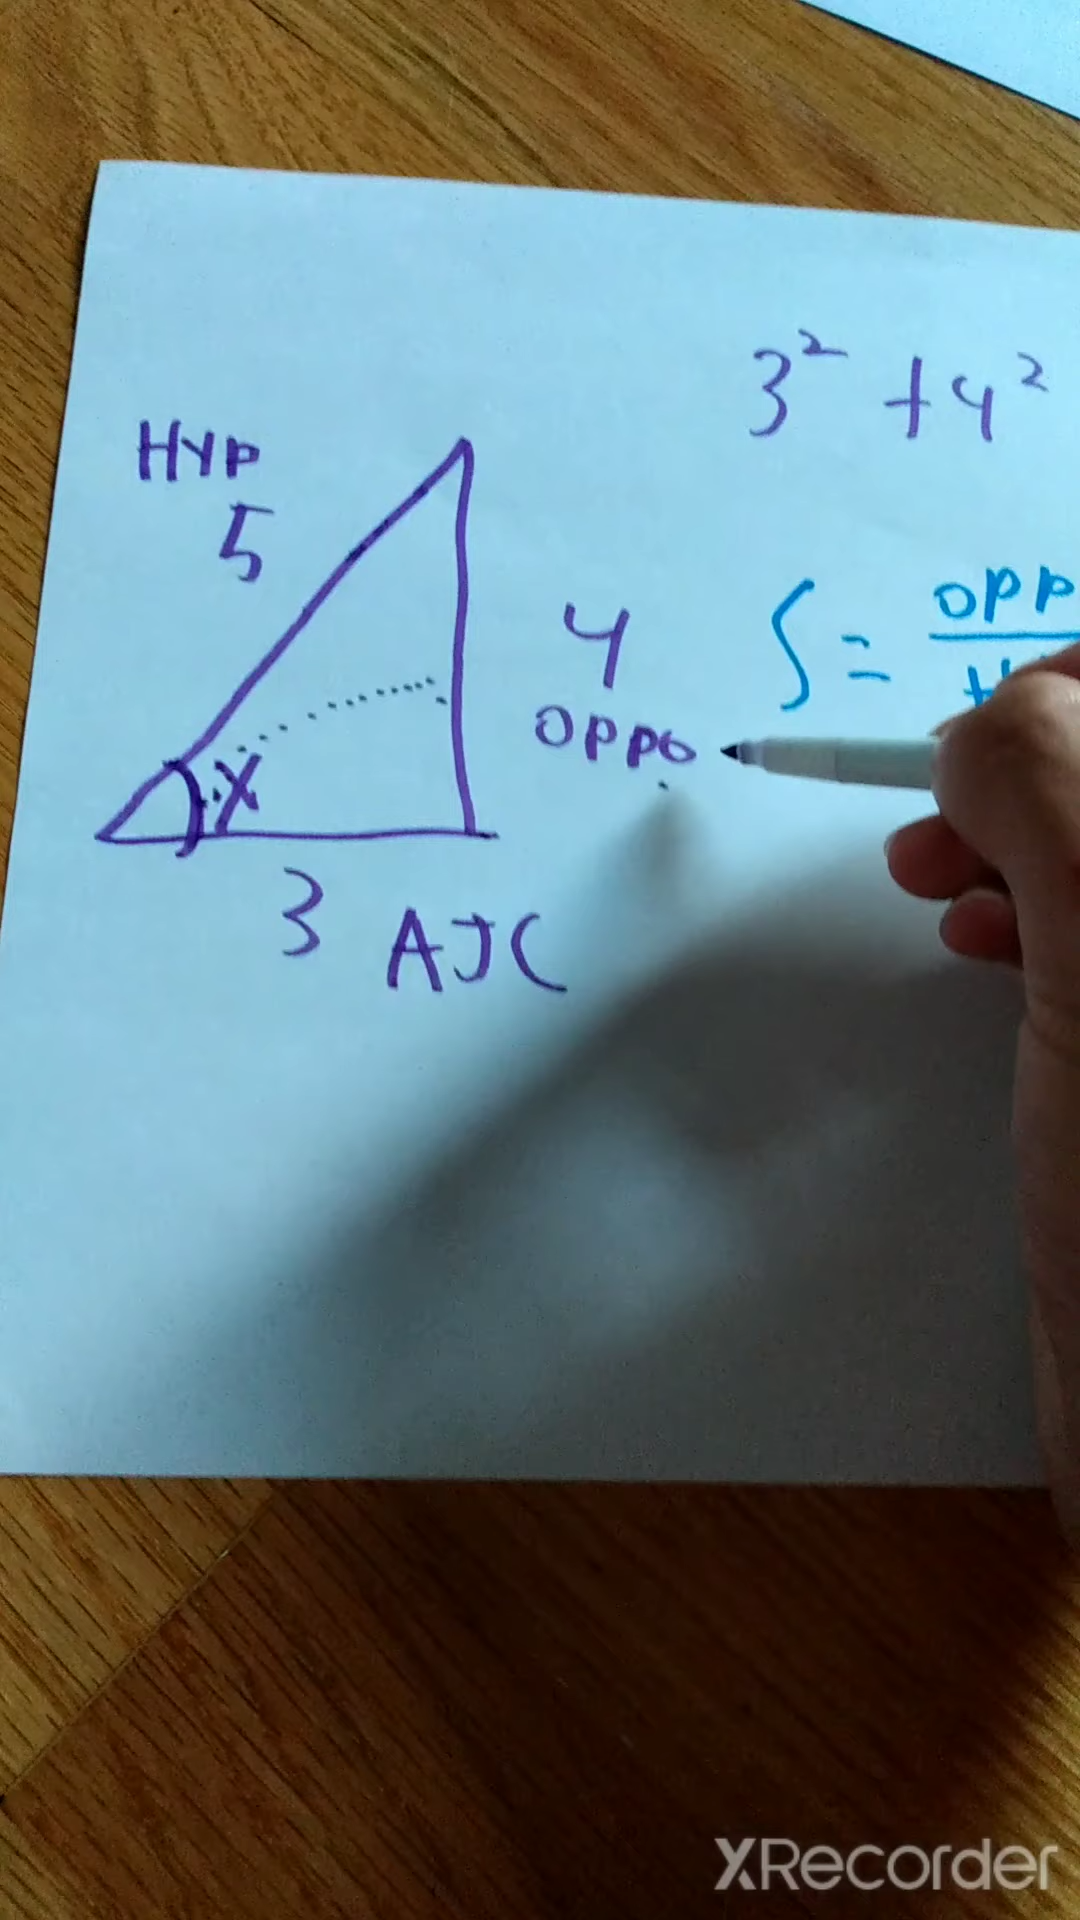 3² + 4²
HYP
5
S = OPP
4
OPPO
X
3 AJC
XRecorder